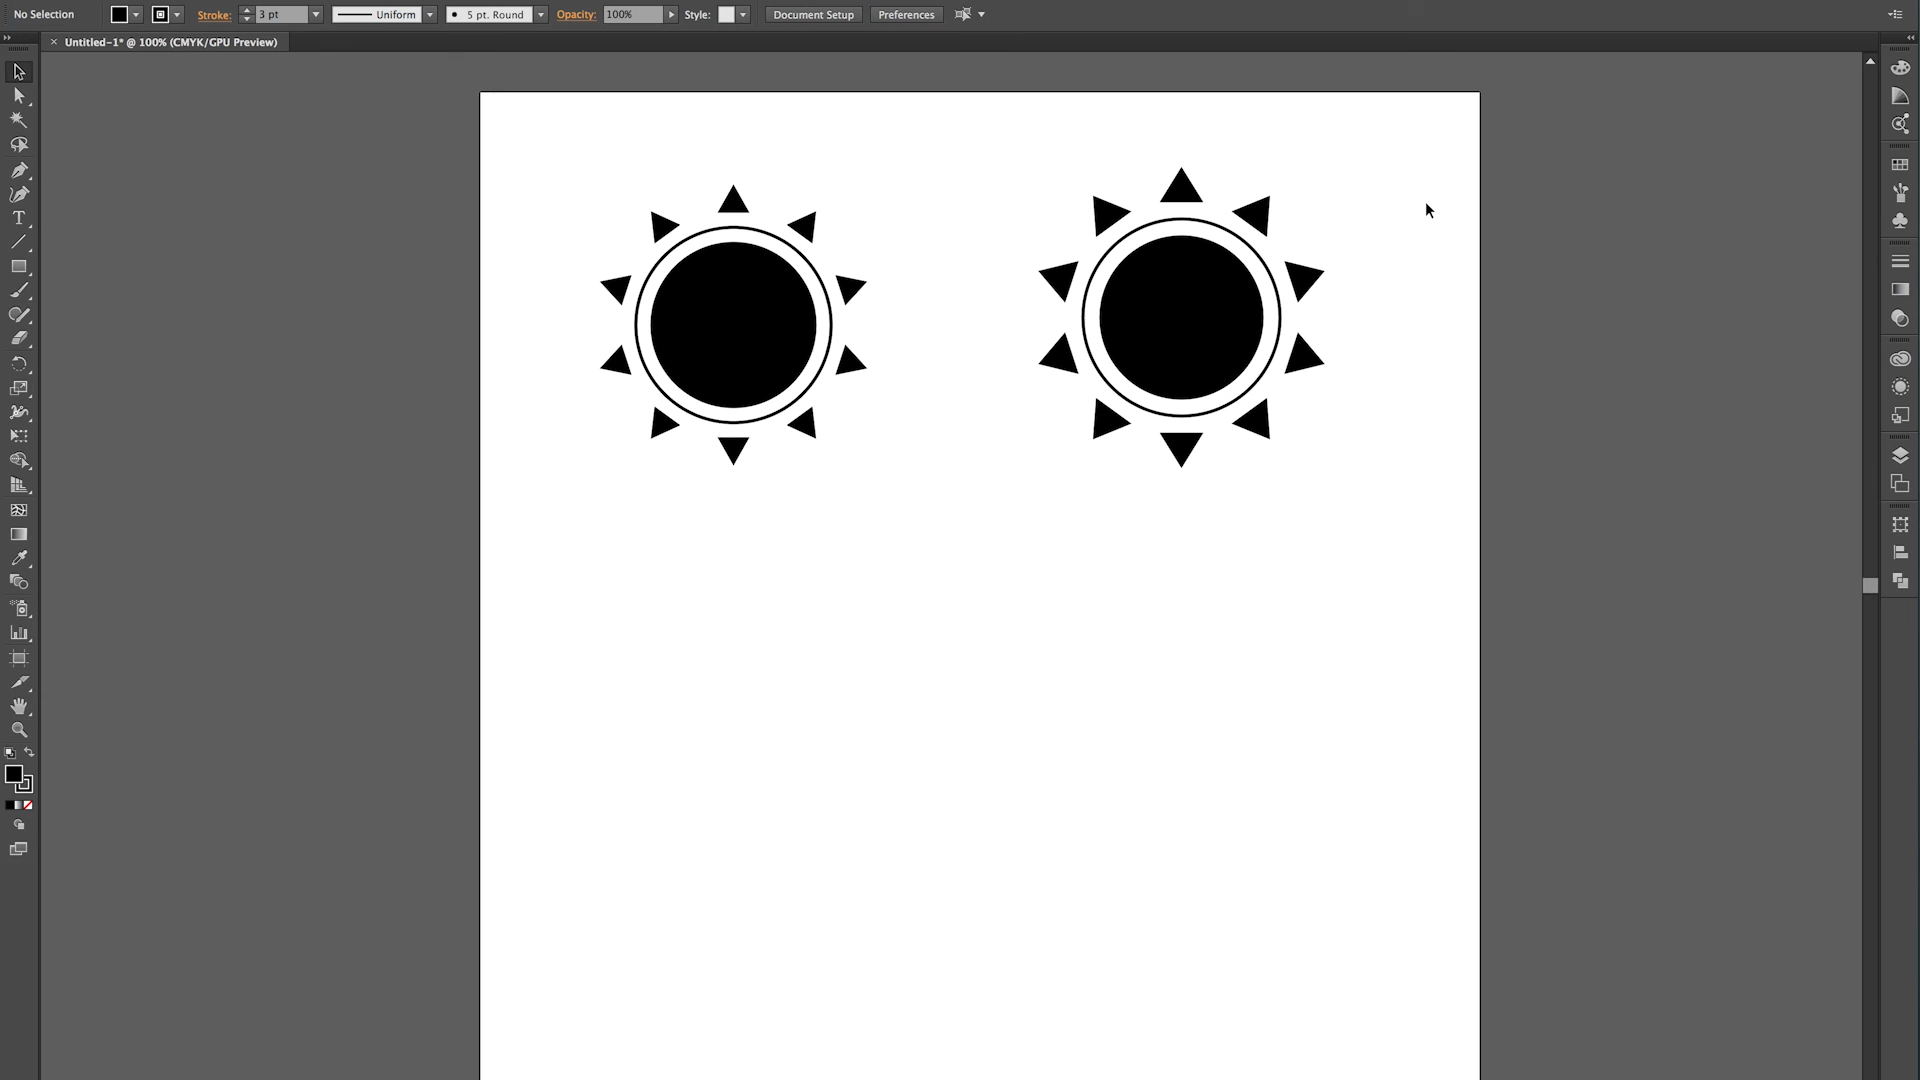 No Selection Stroke: 3 pt Uniform 5 pt. Round Opacity: 100% Style: Document Setup Preferences
Untitled-1* @ 100% (CMYK/GPU Preview)